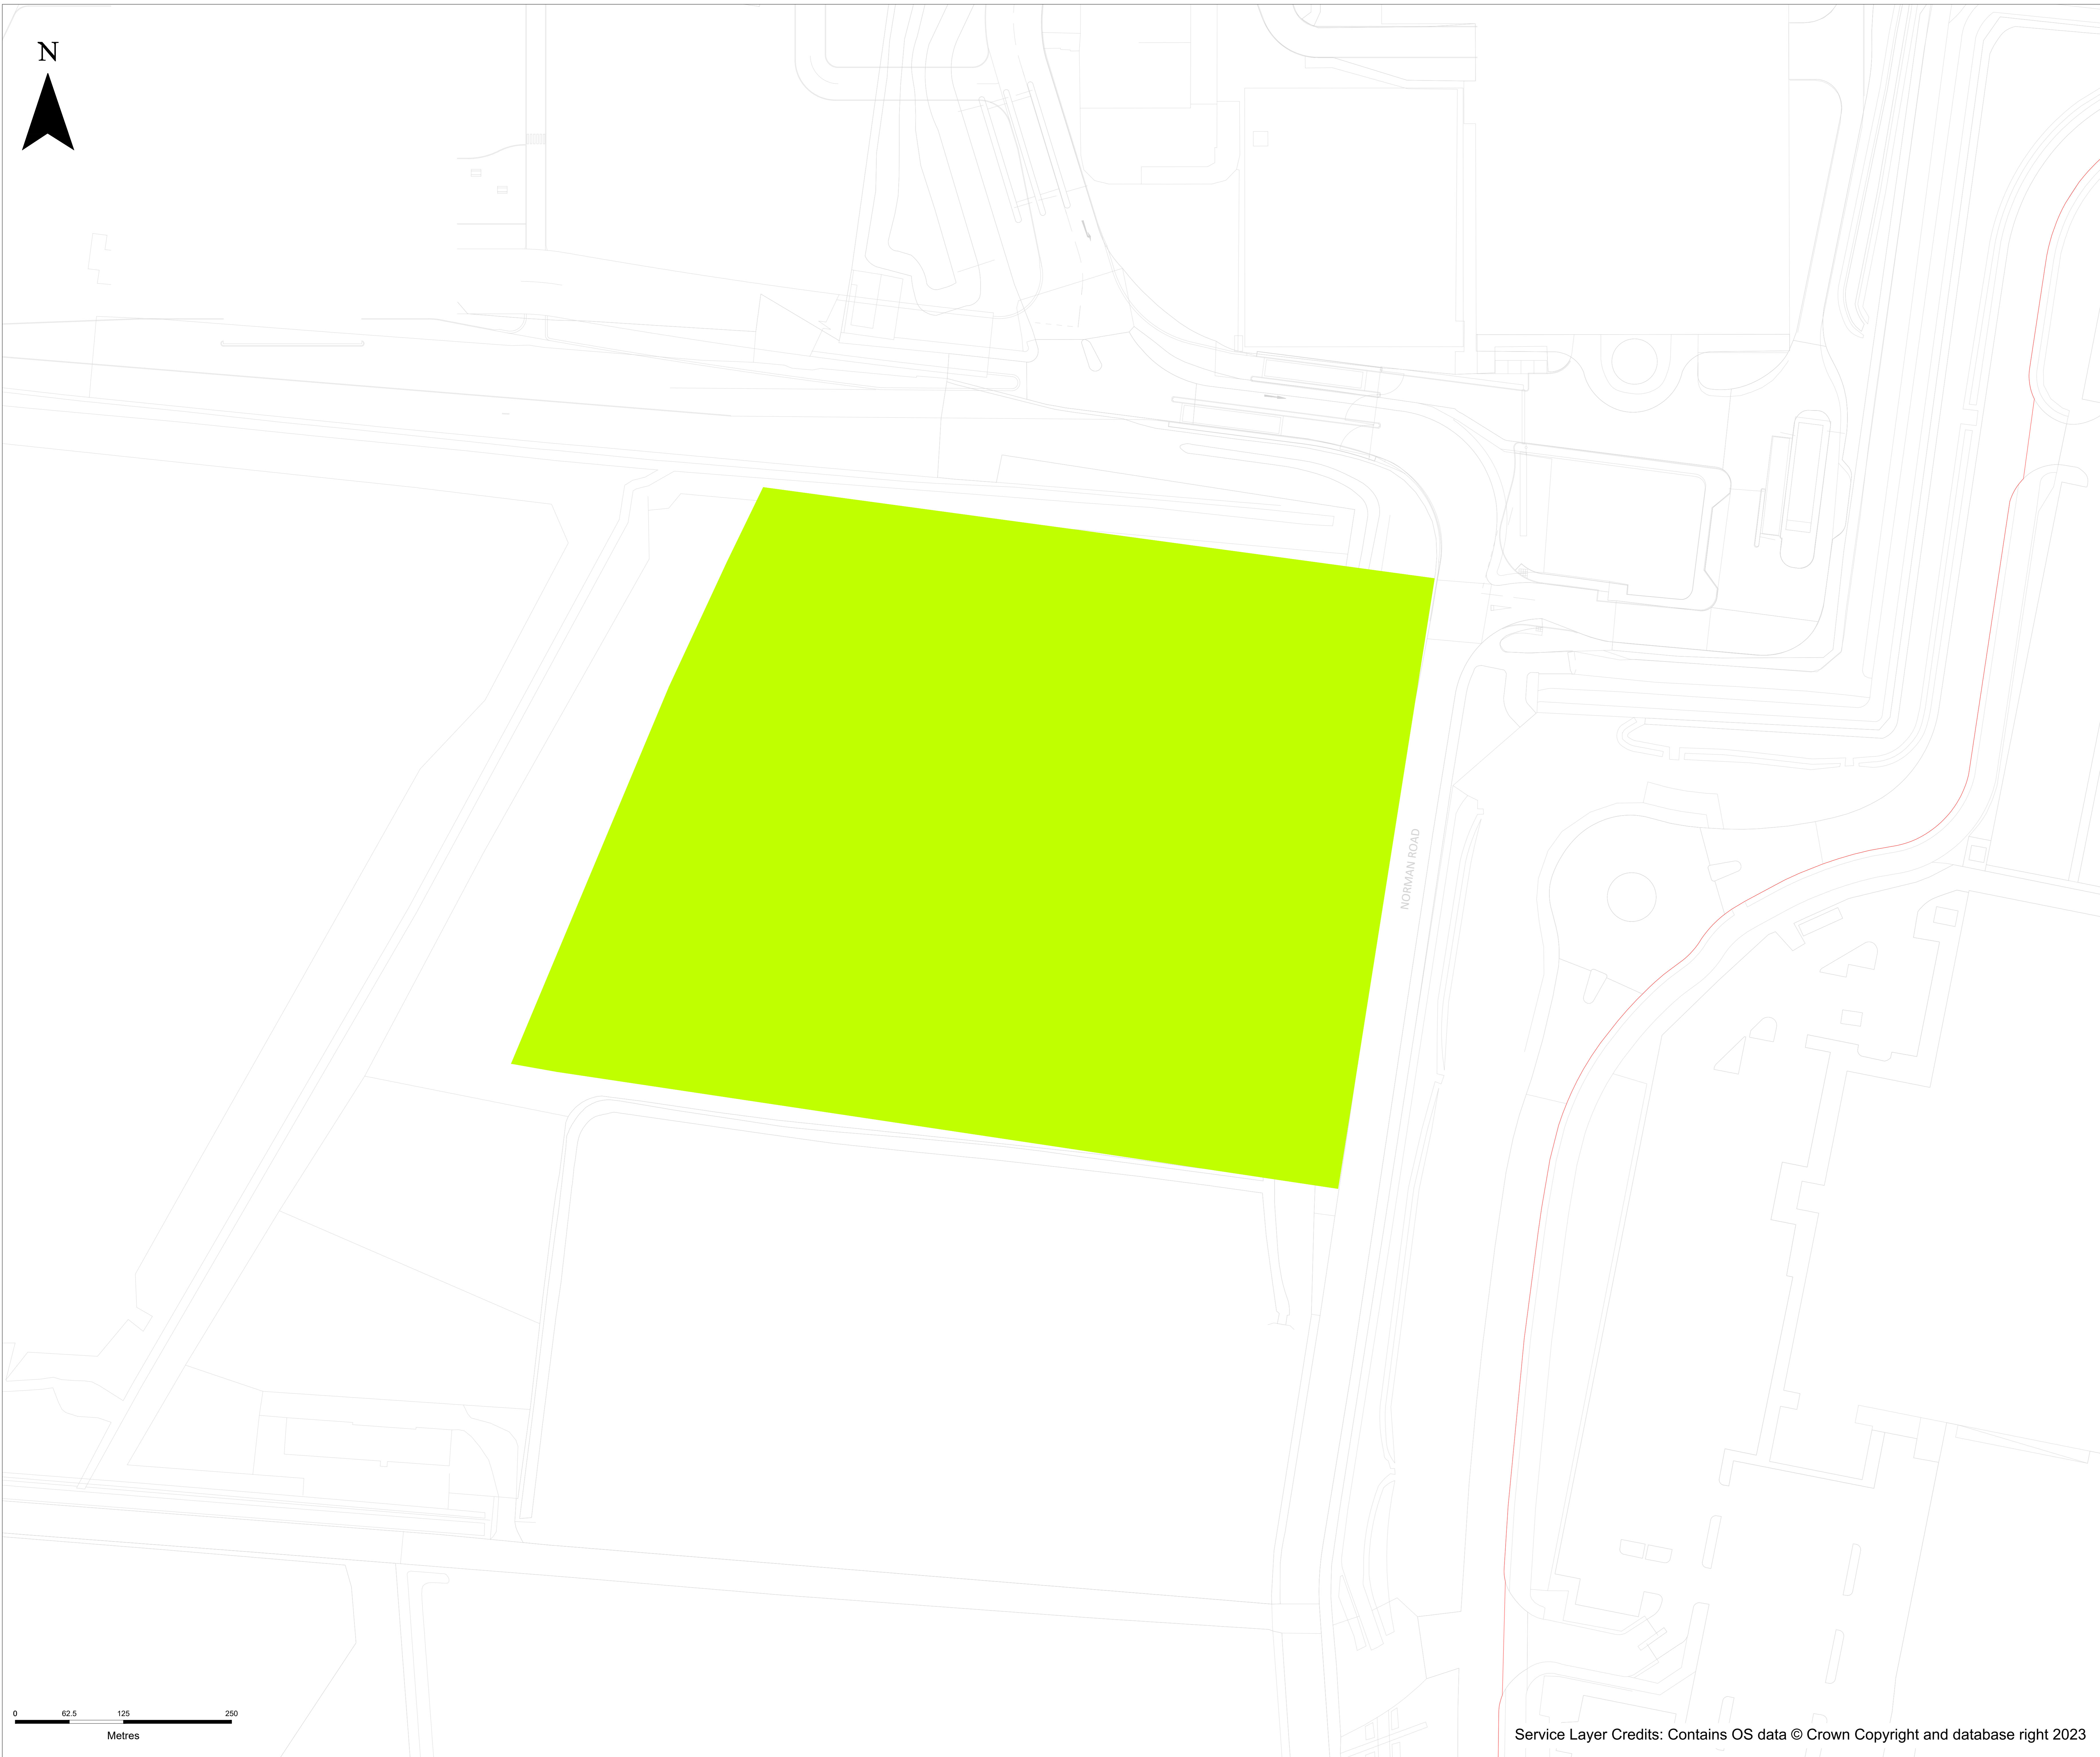 N
NORMAN ROAD
0 62.5 125 250
Metres
Service Layer Credits: Contains OS data © Crown Copyright and database right 2023